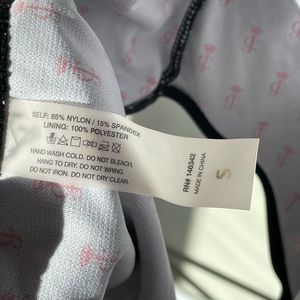 SELF: 85% NYLON / 15% SPANDEX
LINING: 100% POLYESTER
HAND WASH COLD. DO NOT BLEACH.
HANG TO DRY. DO NOT WRING.
DO NOT IRON. DO NOT DRY CLEAN.
RN# 146342
MADE IN CHINA
S